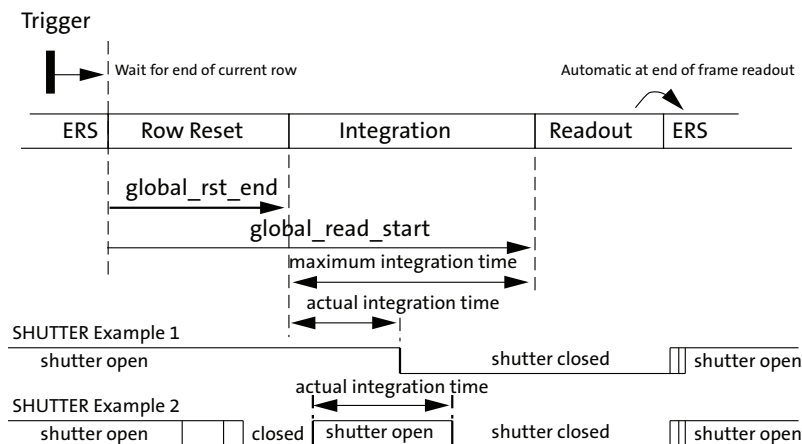 Trigger
Wait for end of current row
Automatic at end of frame readout
ERS Row Reset Integration Readout ERS
global_rst_end
global_read_start
maximum integration time
actual integration time
SHUTTER Example 1
shutter open shutter closed shutter open
actual integration time
SHUTTER Example 2
shutter open closed shutter open shutter closed shutter open